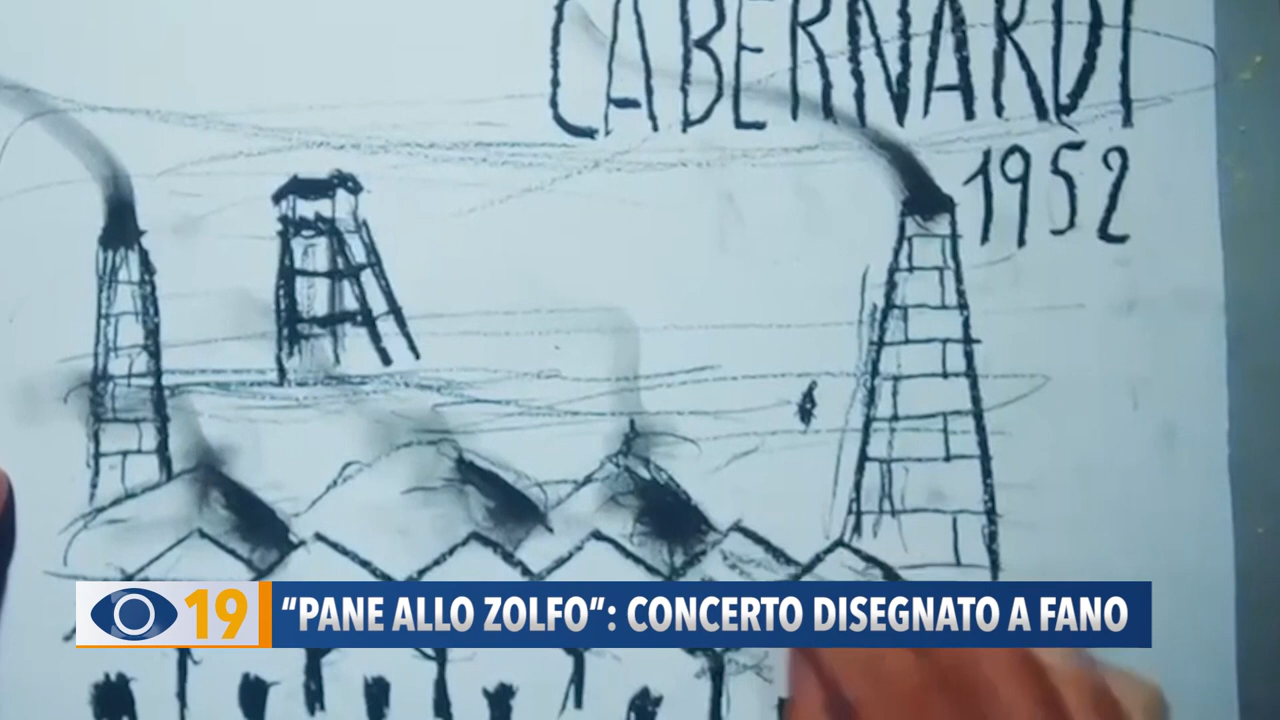 CABERNARDI
1952
19 “PANE ALLO ZOLFO“: CONCERTO DISEGNATO A FANO